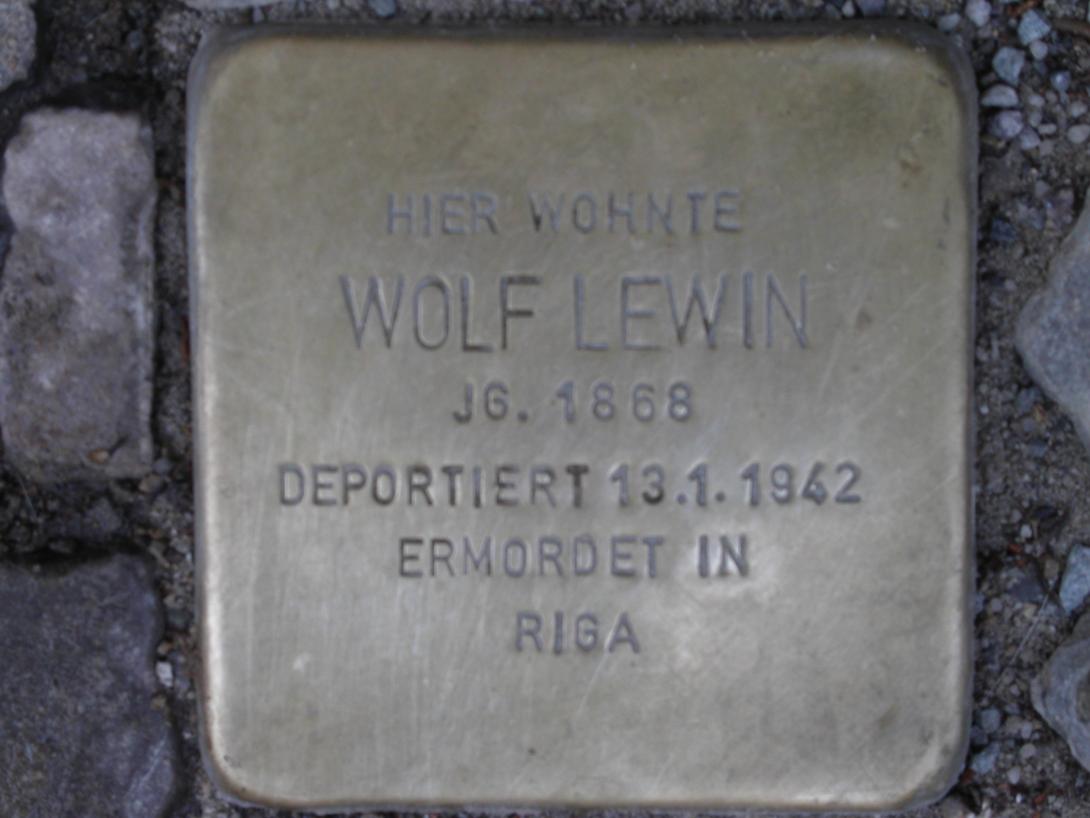 HIER WOHNTE
WOLF LEWIN
JG. 1868
DEPORTIERT 13.1.1942
ERMORDET IN
RIGA